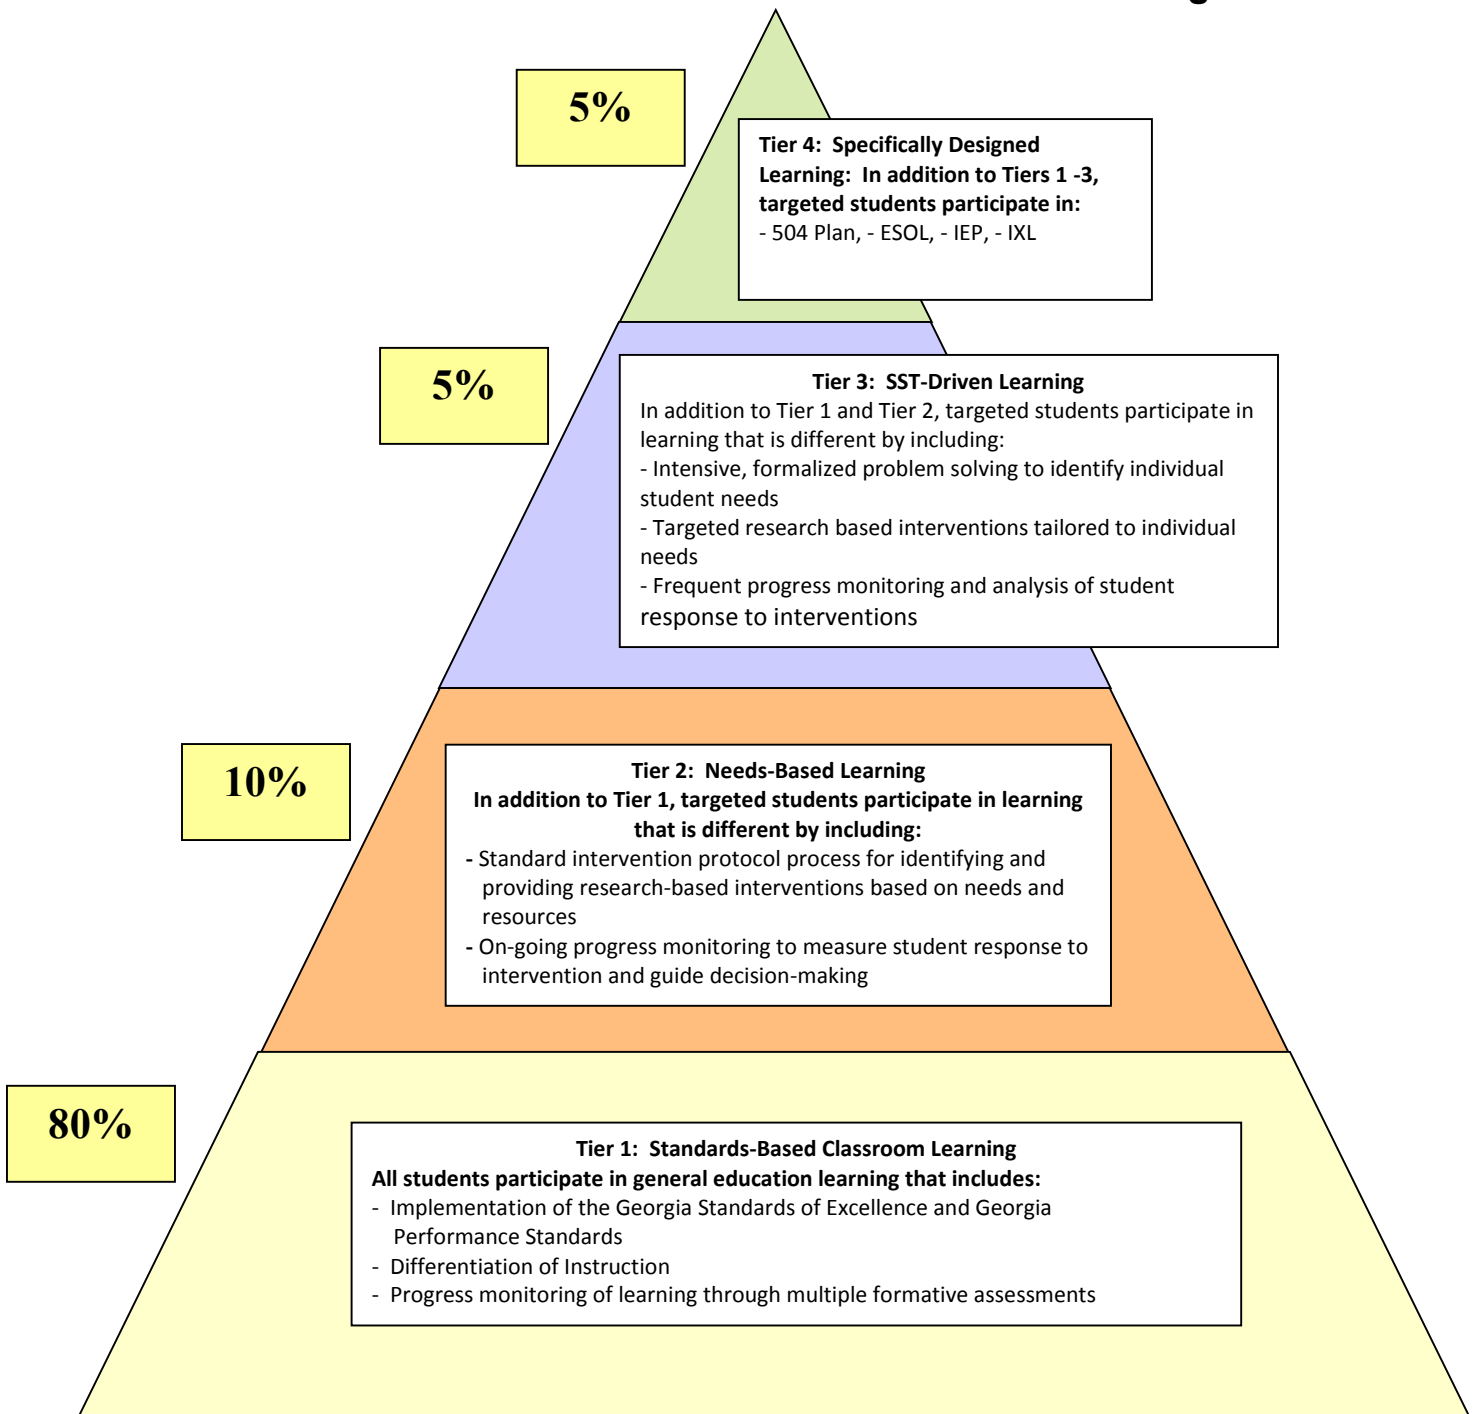 5%
Tier 4:  Specifically Designed
Learning:  In addition to Tiers 1 -3,
targeted students participate in:
- 504 Plan, - ESOL, - IEP, - IXL
5%
Tier 3:  SST-Driven Learning
In addition to Tier 1 and Tier 2, targeted students participate in
learning that is different by including:
- Intensive, formalized problem solving to identify individual
student needs
- Targeted research based interventions tailored to individual
needs
- Frequent progress monitoring and analysis of student
response to interventions
10%
Tier 2:  Needs-Based Learning
In addition to Tier 1, targeted students participate in learning
that is different by including:
- Standard intervention protocol process for identifying and
providing research-based interventions based on needs and
resources
- On-going progress monitoring to measure student response to
intervention and guide decision-making
80%
Tier 1:  Standards-Based Classroom Learning
All students participate in general education learning that includes:
-  Implementation of the Georgia Standards of Excellence and Georgia
Performance Standards
-  Differentiation of Instruction
-  Progress monitoring of learning through multiple formative assessments